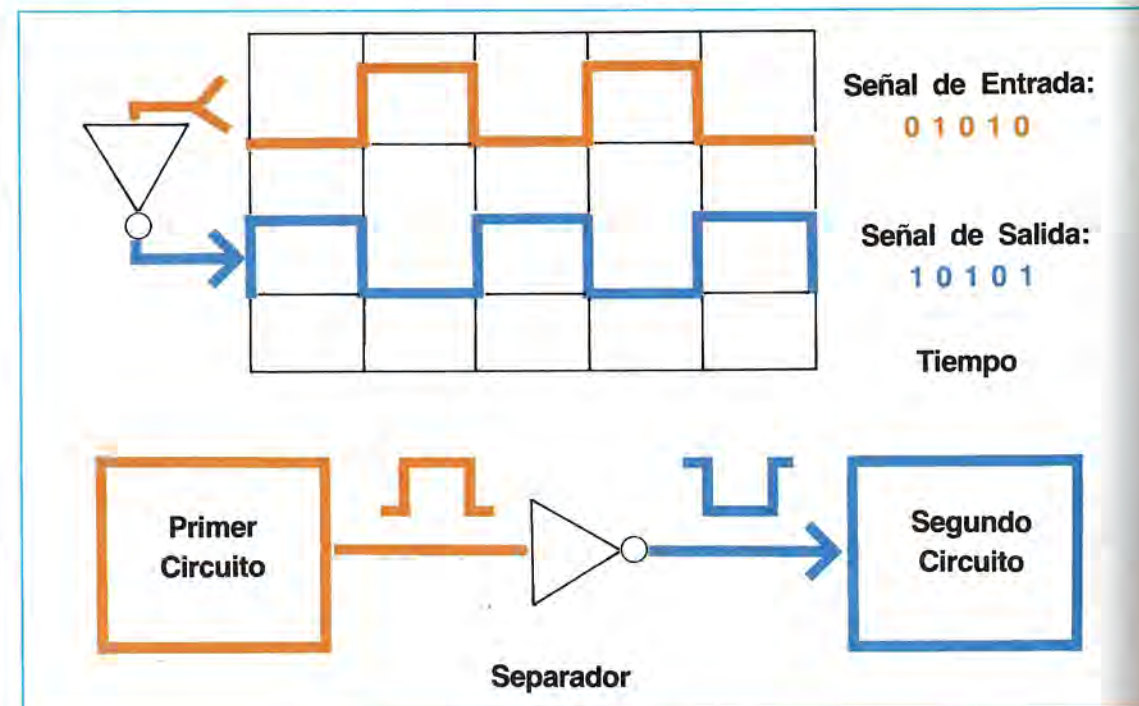 Señal de Entrada:
0 1 0 1 0
Señal de Salida:
1 0 1 0 1
Tiempo
Primer
Circuito
Segundo
Circuito
Separador